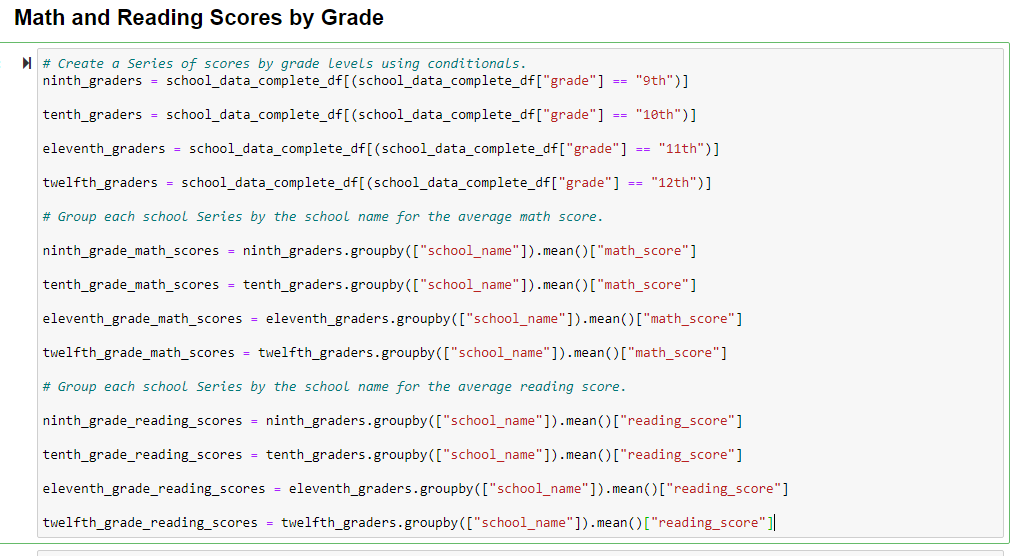 Math and Reading Scores by Grade
# Create a Series of scores by grade levels using conditionals.
ninth_graders = school_data_complete_df[(school_data_complete_df["grade"] == "9th")]
tenth_graders = school_data_complete_df[(school_data_complete_df["grade"] == "10th")]
eleventh_graders = school_data_complete_df[(school_data_complete_df["grade"] == "11th")]
twelfth_graders = school_data_complete_df[(school_data_complete_df["grade"] == "12th")]
# Group each school Series by the school name for the average math score.
ninth_grade_math_scores = ninth_graders.groupby(["school_name"]).mean()["math_score"]
tenth_grade_math_scores = tenth_graders.groupby(["school_name"]).mean()["math_score"]
eleventh_grade_math_scores = eleventh_graders.groupby(["school_name"]).mean()["math_score"]
twelfth_grade_math_scores = twelfth_graders.groupby(["school_name"]).mean()["math_score"]
# Group each school Series by the school name for the average reading score.
ninth_grade_reading_scores = ninth_graders.groupby(["school_name"]).mean()["reading_score"]
tenth_grade_reading_scores = tenth_graders.groupby(["school_name"]).mean()["reading_score"]
eleventh_grade_reading_scores = eleventh_graders.groupby(["school_name"]).mean()["reading_score"]
twelfth_grade_reading_scores = twelfth_graders.groupby(["school_name"]).mean()["reading_score"]